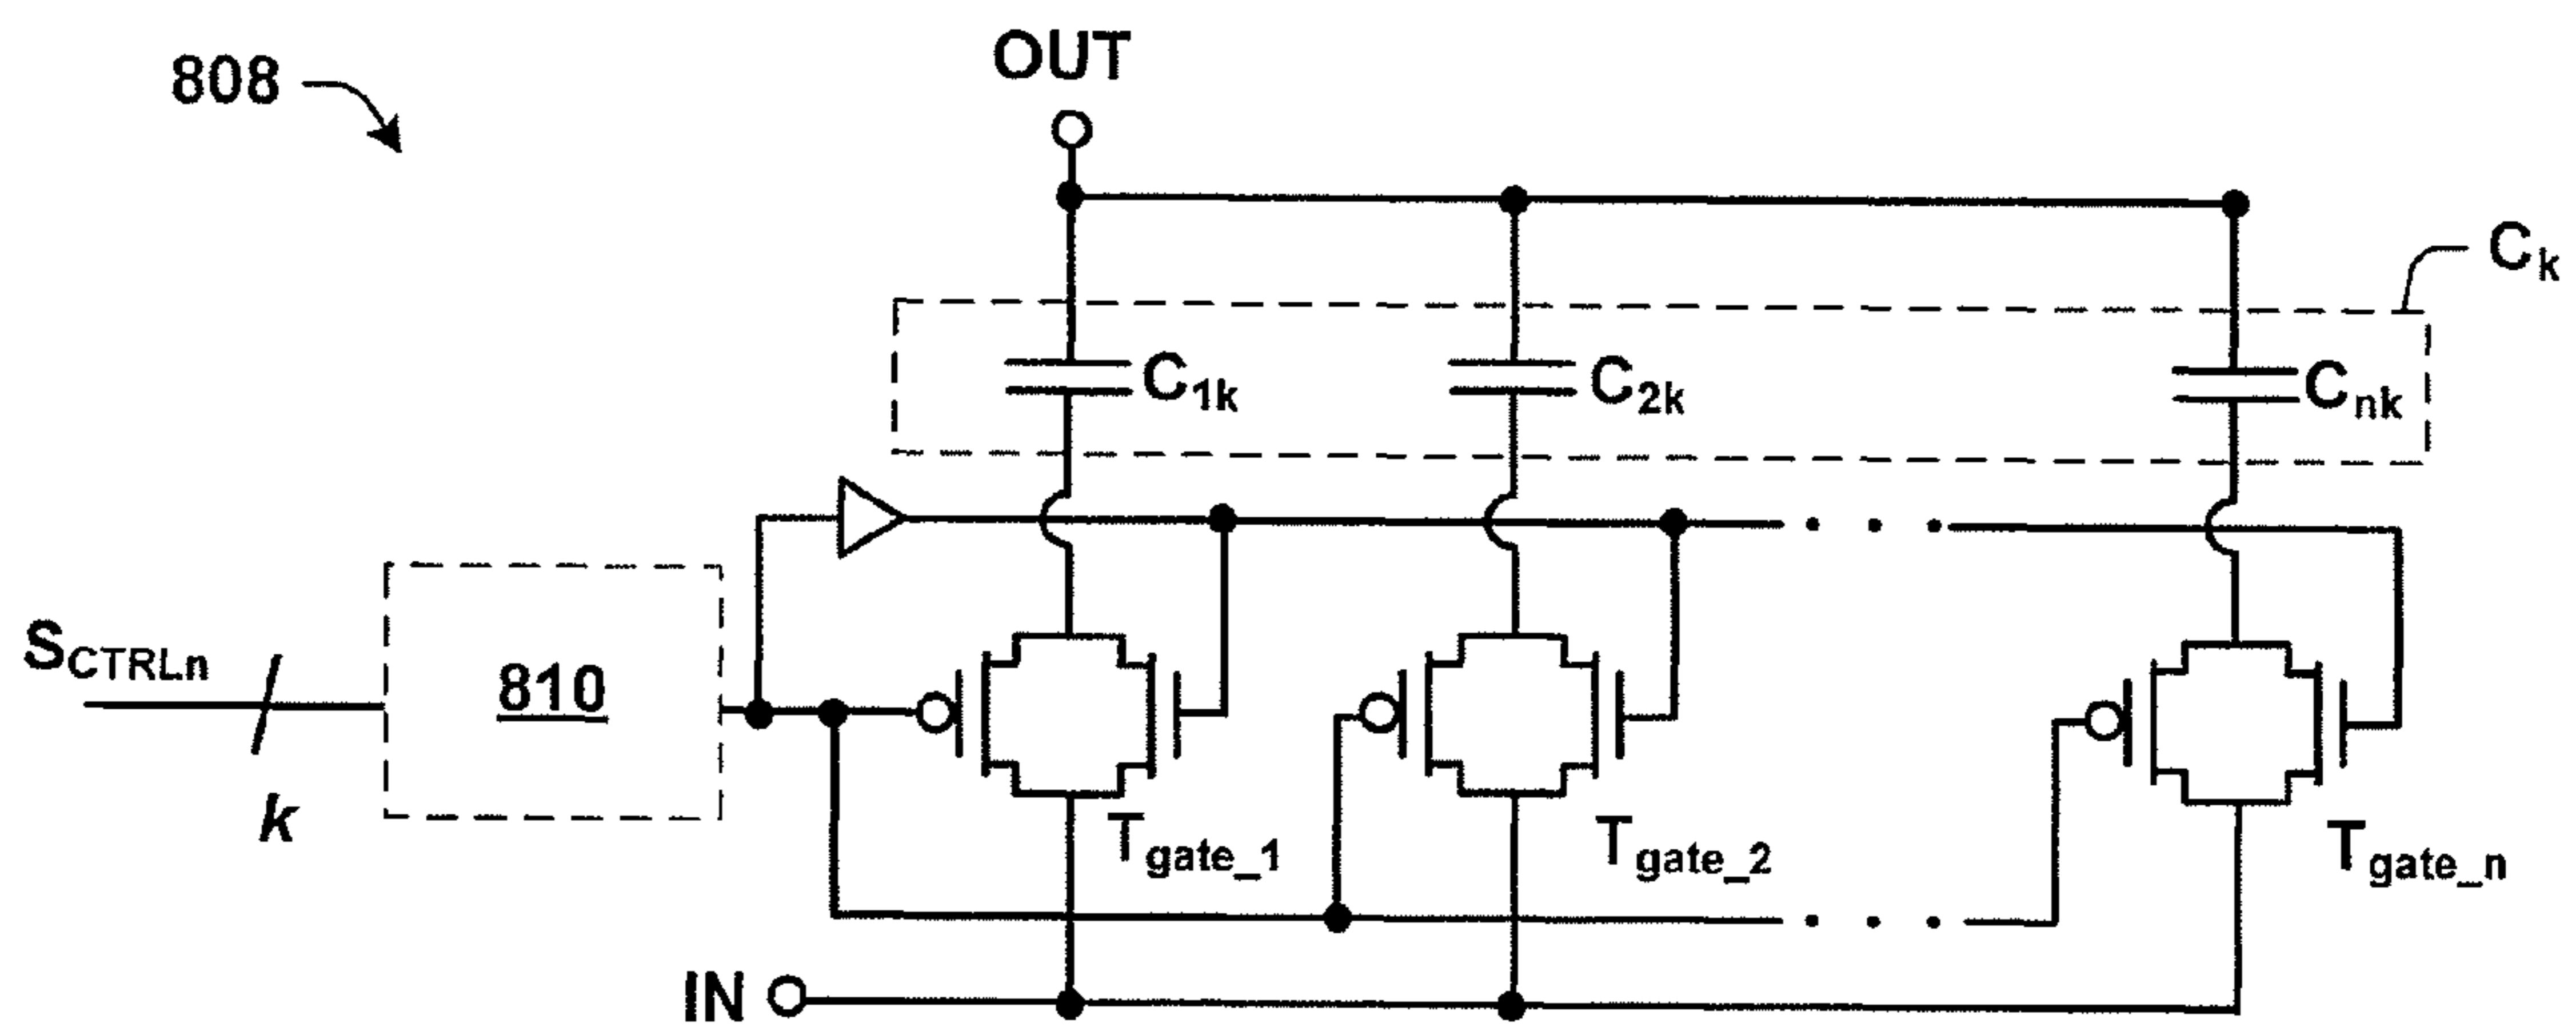 OUT
808
Ck
C1k
C2k
Cnk
SCTRLn
810
k
Tgate_1
Tgate_2
Tgate_n
IN